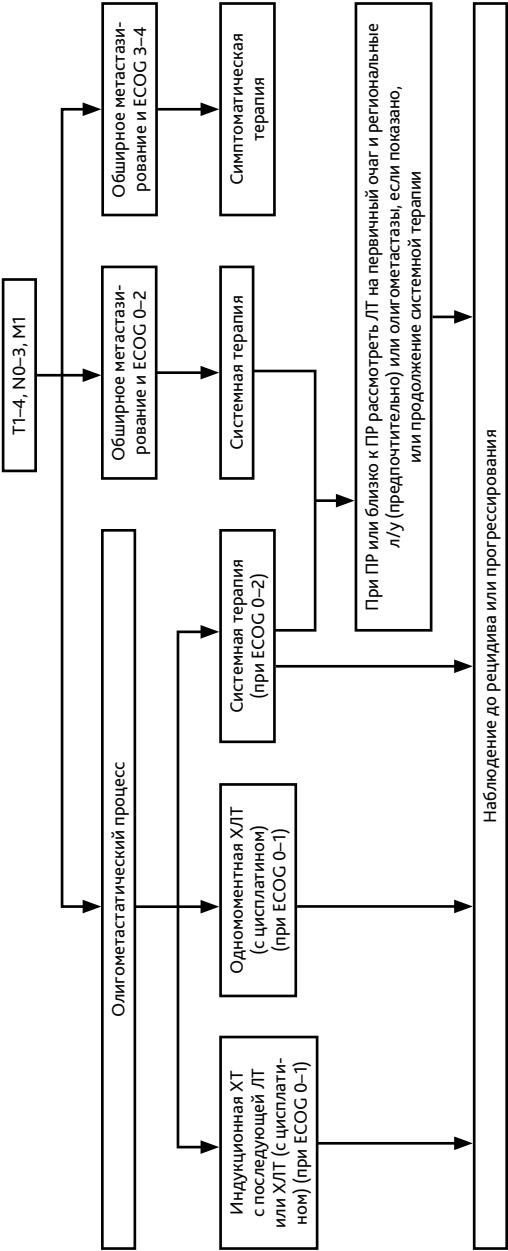 T1–4, N0–3, M1
Олигометастатический процесс
Обширное метастази-
рование и ECOG 0–2
Обширное метастази-
рование и ECOG 3–4
Индукционная ХТ
с последующей ЛТ
или ХЛТ (с цисплати-
ном) (при ECOG 0–1)
Одномоментная ХЛТ
(с цисплатином)
(при ECOG 0–1)
Системная терапия
(при ECOG 0–2)
Системная терапия
Симптоматическая
терапия
При ПР или близко к ПР рассмотреть ЛТ на первичный очаг и региональные
л/у (предпочтительно) или олигометастазы, если показано,
или продолжение системной терапии
Наблюдение до рецидива или прогрессирования